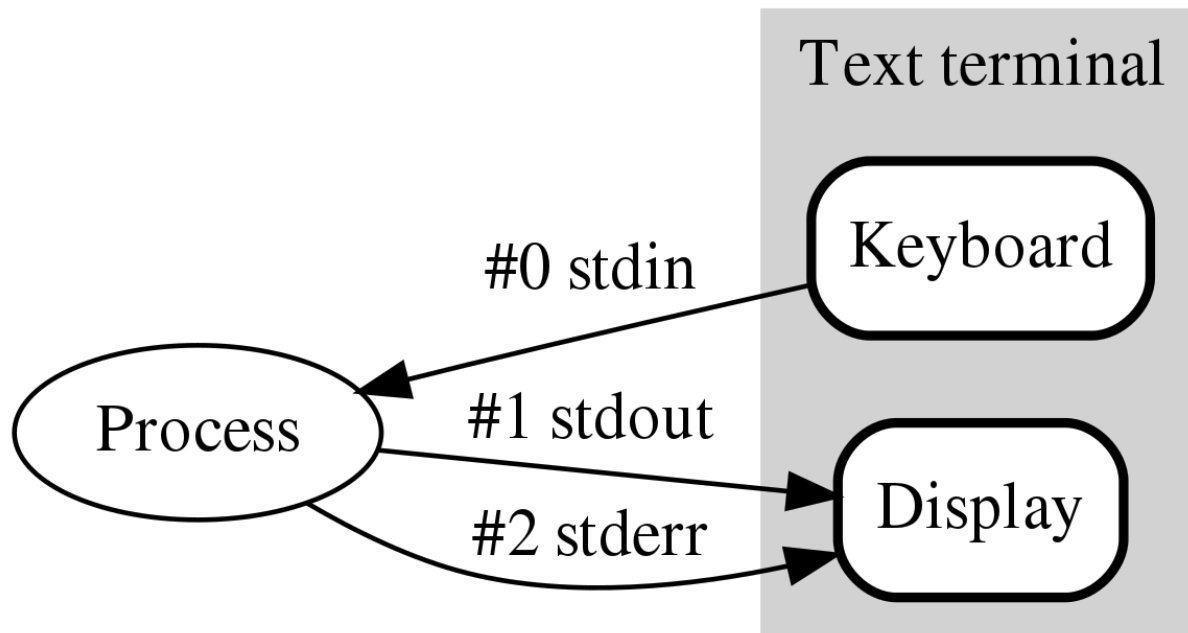 Text terminal
Keyboard
#0 stdin
Process
#1 stdout
Display
#2 stderr